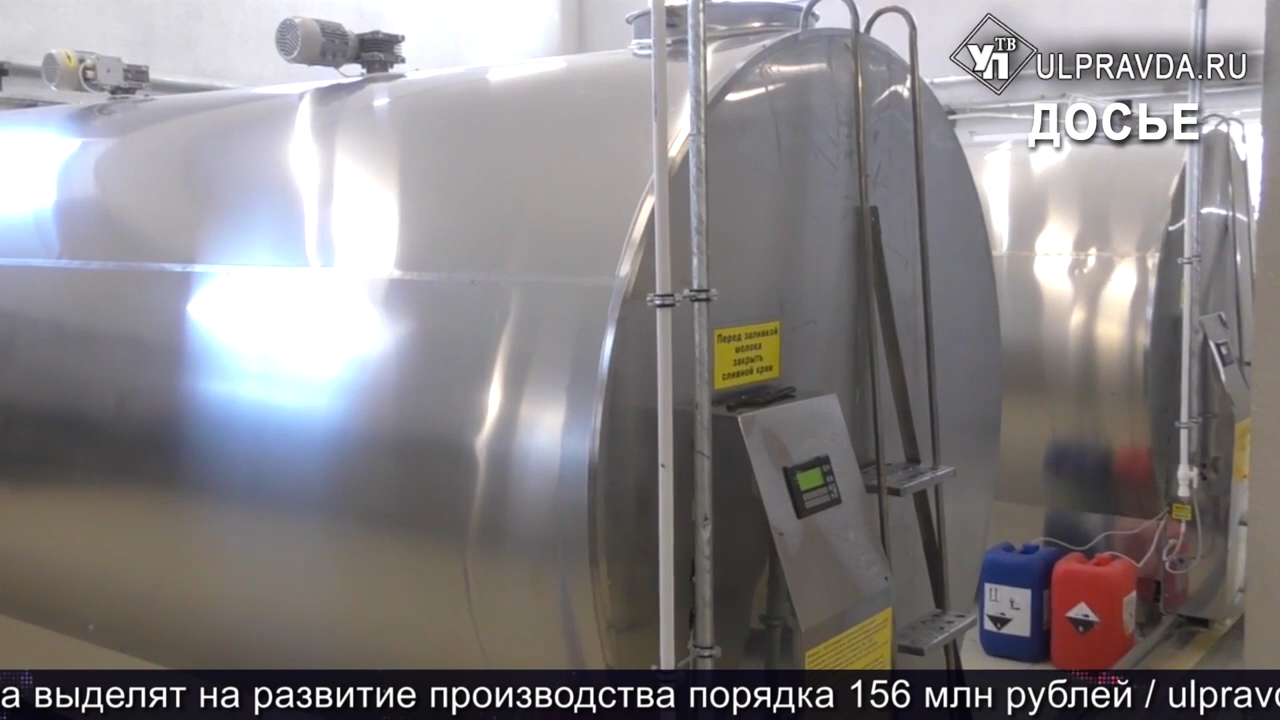 УП ТВ
ULPRAVDA.RU
ДОСЬЕ
Перед заливкой
молока
закрыть
сливной кран
а выделят на развитие производства порядка 156 млн рублей / ulpravd